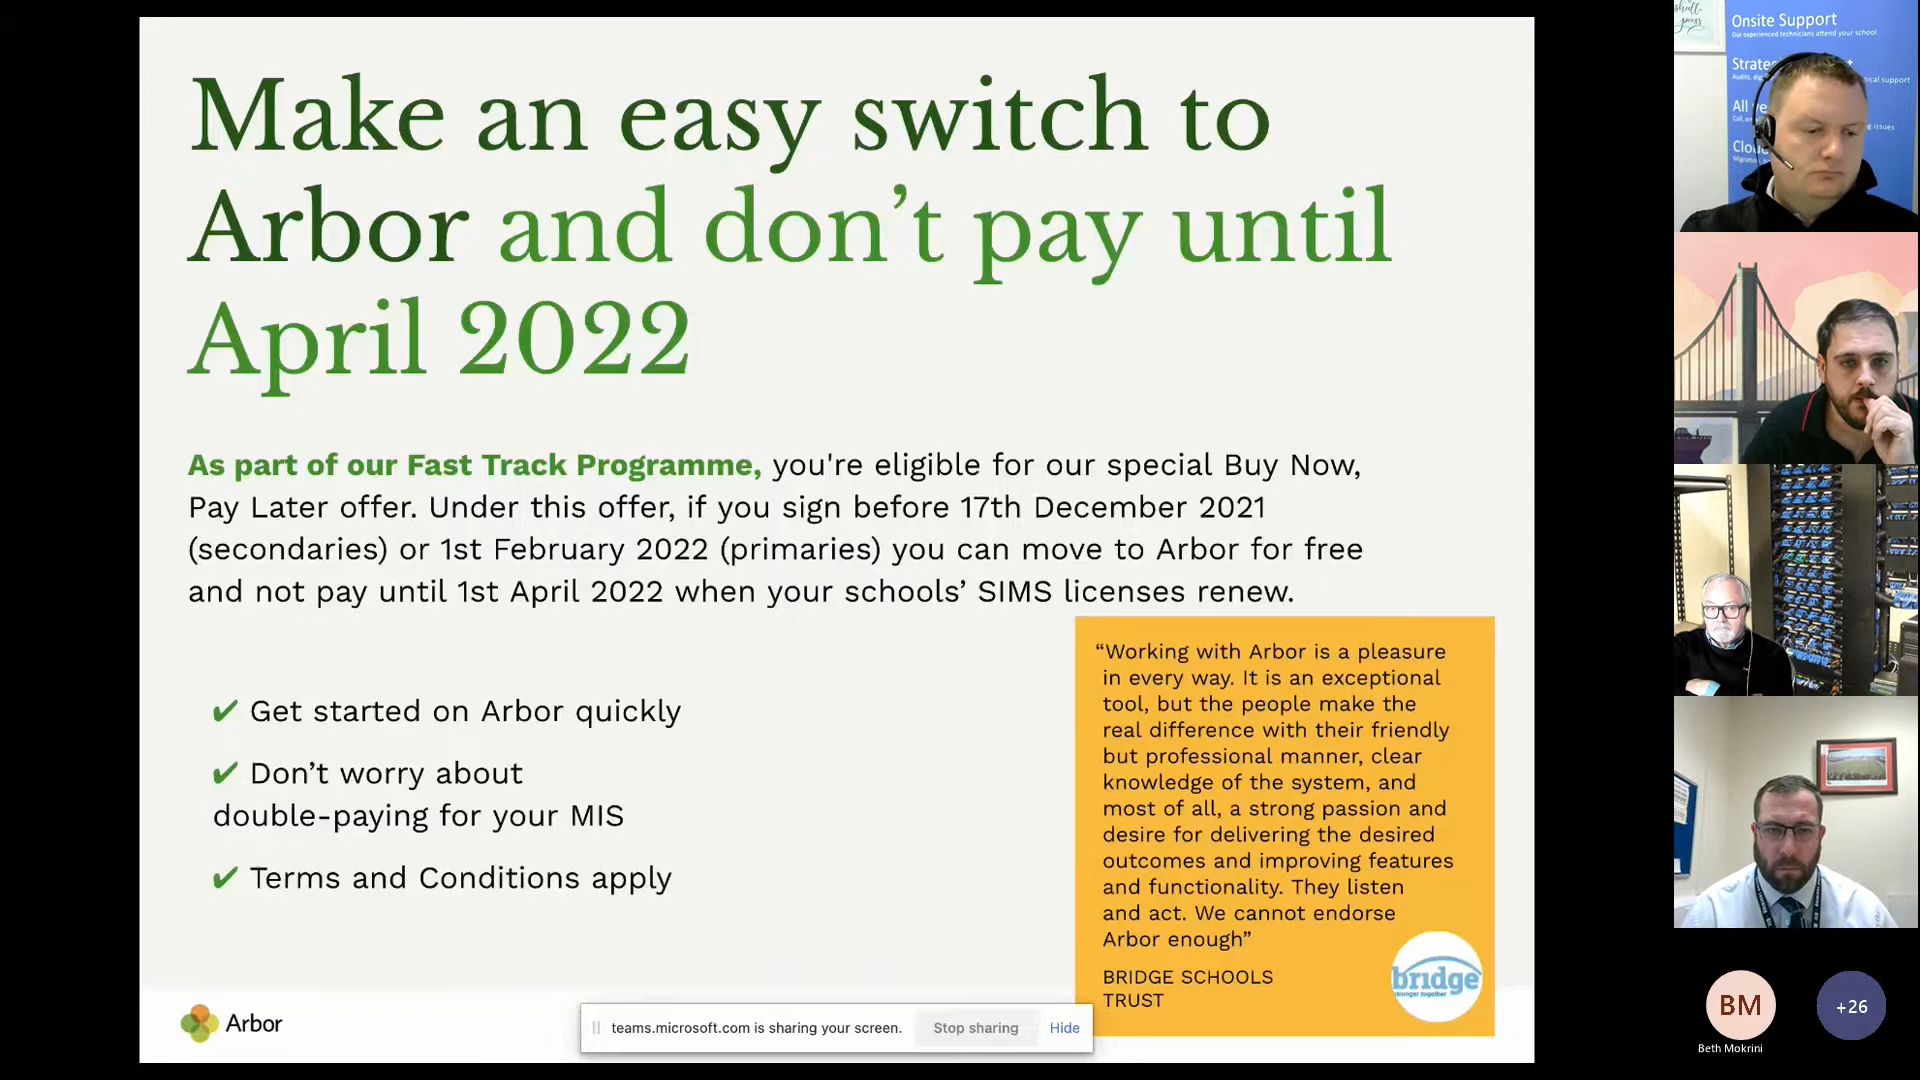 Make an easy switch to
Arbor and don’t pay until
April 2022
As part of our Fast Track Programme, you're eligible for our special Buy Now,
Pay Later offer. Under this offer, if you sign before 17th December 2021
(secondaries) or 1st February 2022 (primaries) you can move to Arbor for free
and not pay until 1st April 2022 when your schools’ SIMS licenses renew.
✔ Get started on Arbor quickly
✔ Don’t worry about
double-paying for your MIS
✔ Terms and Conditions apply
“Working with Arbor is a pleasure
in every way. It is an exceptional
tool, but the people make the
real difference with their friendly
but professional manner, clear
knowledge of the system, and
most of all, a strong passion and
desire for delivering the desired
outcomes and improving features
and functionality. They listen
and act. We cannot endorse
Arbor enough”
BRIDGE SCHOOLS
TRUST
bridge
stronger together
Arbor
teams.microsoft.com is sharing your screen.
Stop sharing
Hide
Onsite Support
Our experienced technicians attend your school.
BM
Beth Mokrini
+26